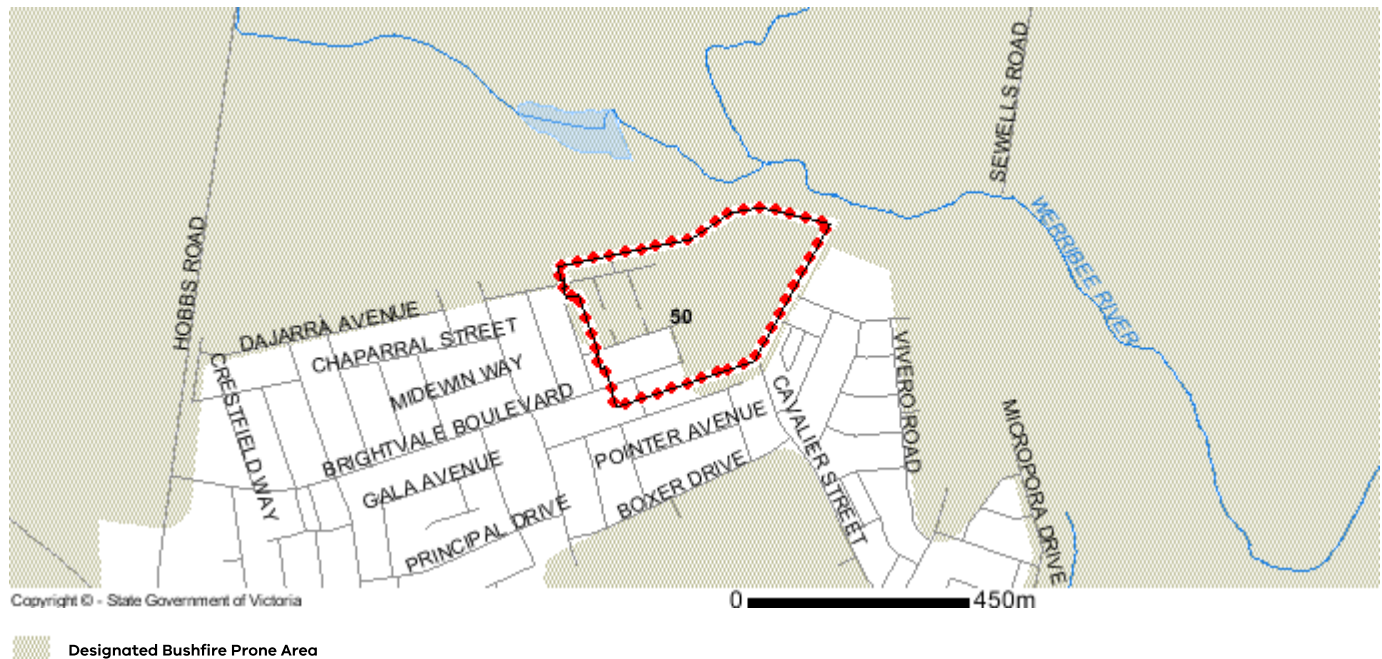 SEWELLS ROAD
WERRIBEE RIVER
HOBBS ROAD
DAJARRA AVENUE
CHAPARRAL STREET
50
MIDEWIN WAY
CRESTFIELD WAY
BRIGHTVALE BOULEVARD
GALA AVENUE
PRINCIPAL DRIVE
POINTER AVENUE
BOXER DRIVE
CAVALIER STREET
VIVERO ROAD
MICROPORA DRIVE
Copyright © - State Government of Victoria
0 450m
Designated Bushfire Prone Area